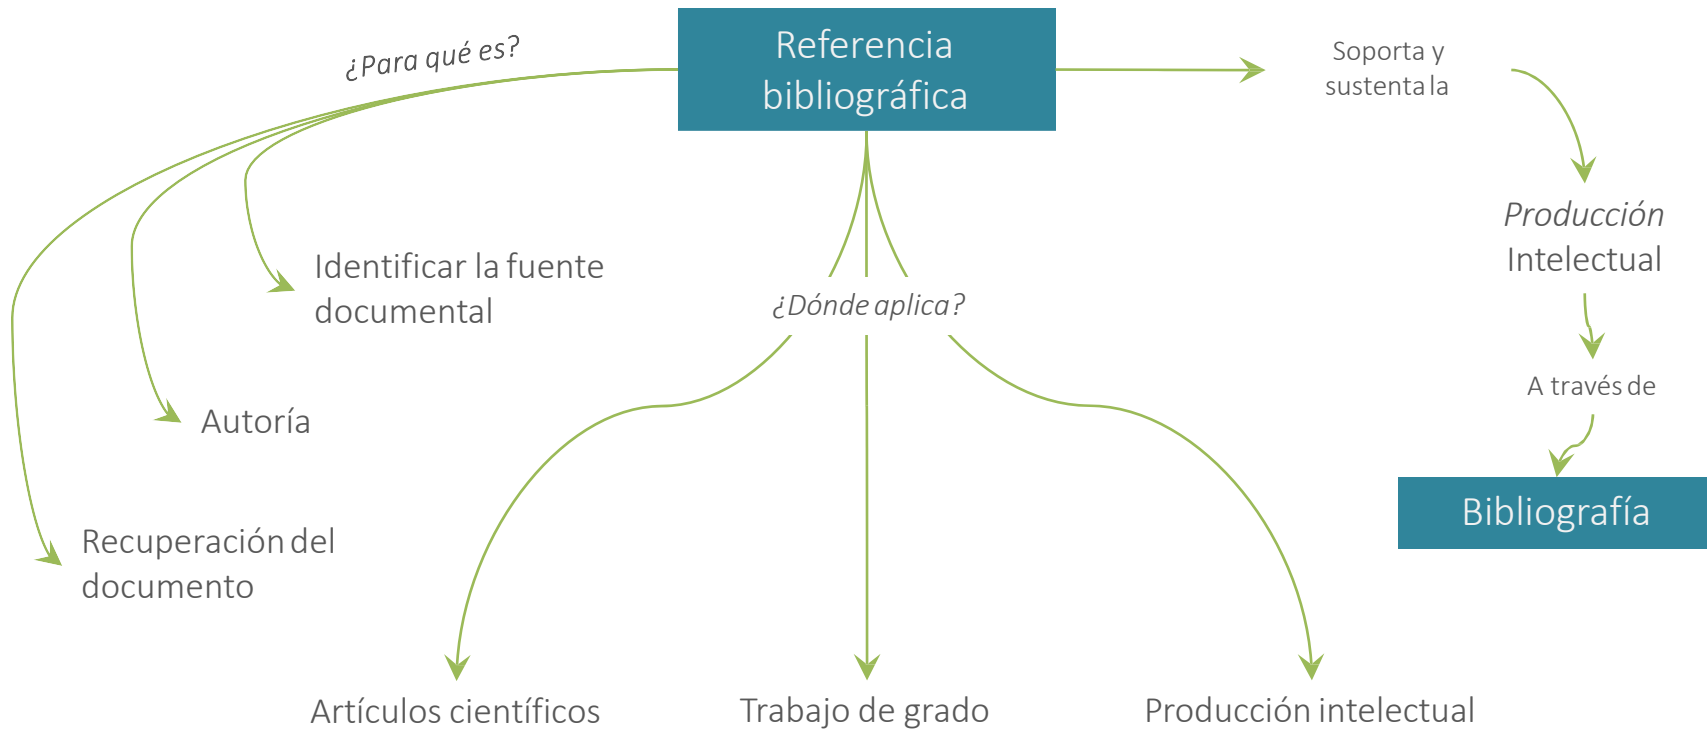 Referencia
bibliográfica
¿Para qué es?
Identificar la fuente
documental
Autoría
Recuperación del
documento
¿Dónde aplica?
Artículos científicos
Trabajo de grado
Producción intelectual
Soporta y
sustenta la
Producción
Intelectual
A través de
Bibliografía